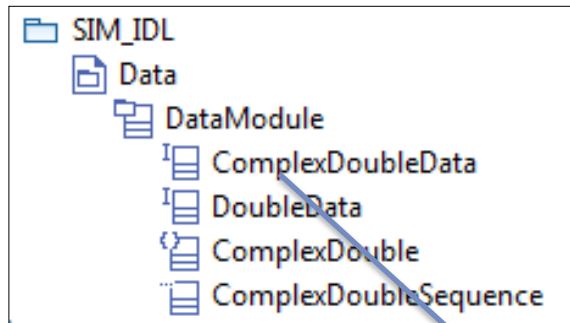 SIM_IDL
Data
DataModule
ComplexDoubleData
DoubleData
ComplexDouble
ComplexDoubleSequence